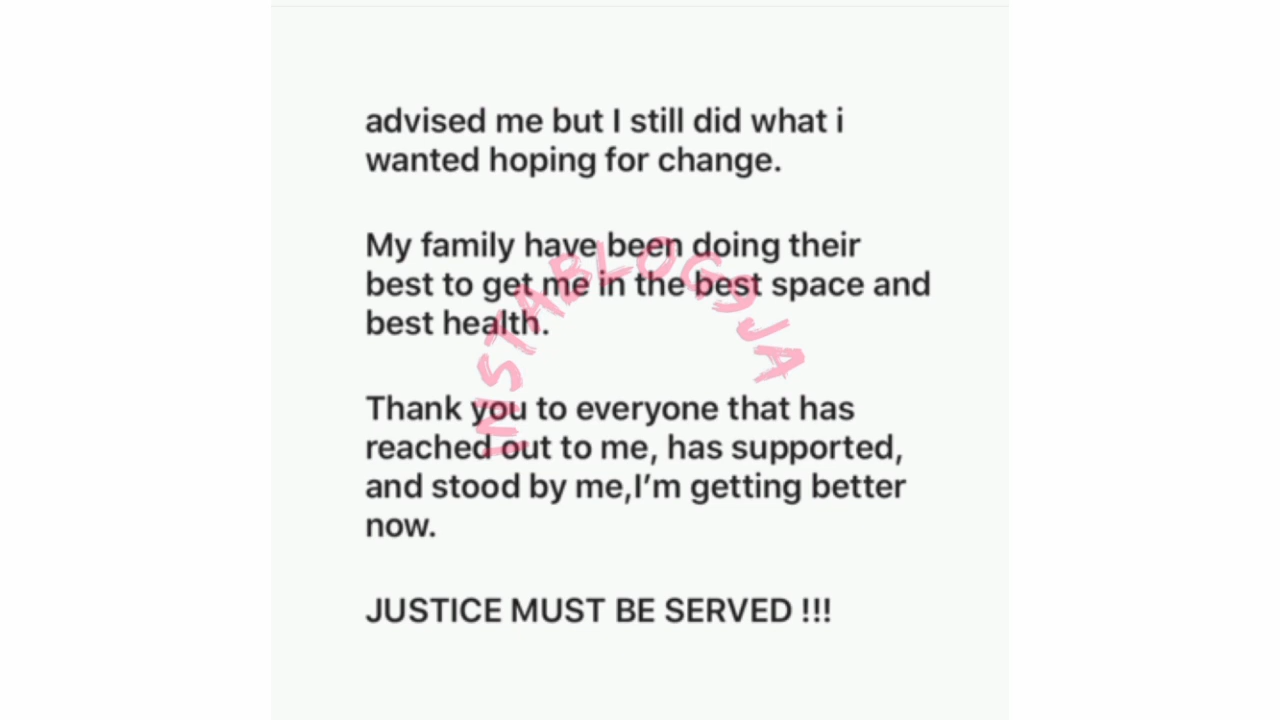 advised me but I still did what i
wanted hoping for change.
My family have been doing their
best to get me in the best space and
best health.
INSTABLOG9JA
Thank you to everyone that has
reached out to me, has supported,
and stood by me,I’m getting better
now.
JUSTICE MUST BE SERVED !!!